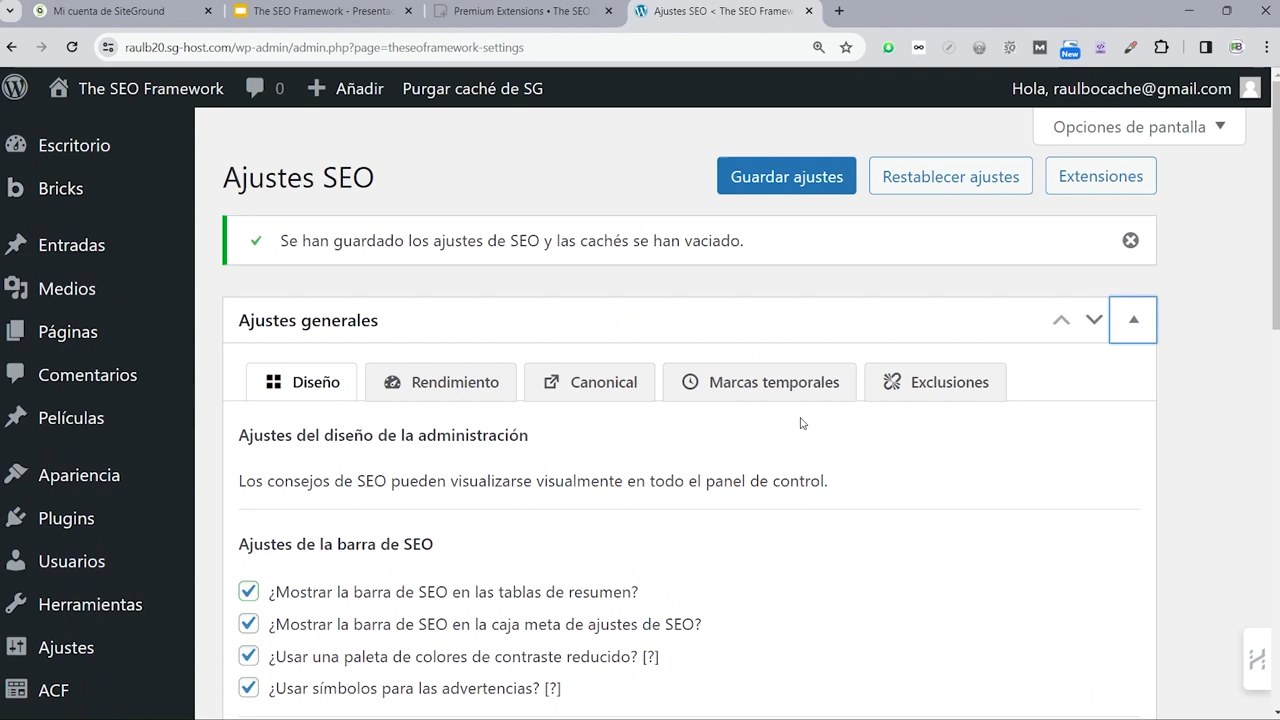 Mi cuenta de SiteGround
The SEO Framework - Presentac
Premium Extensions • The SEO
Ajustes SEO < The SEO Framew
raulb20.sg-host.com/wp-admin/admin.php?page=theseoframework-settings
New
The SEO Framework
0
Añadir
Purgar caché de SG
Hola, raulbocache@gmail.com
Opciones de pantalla
Escritorio
Bricks
Entradas
Medios
Páginas
Comentarios
Películas
Apariencia
Plugins
Usuarios
Herramientas
Ajustes
ACF
Ajustes SEO
Guardar ajustes
Restablecer ajustes
Extensiones
Se han guardado los ajustes de SEO y las cachés se han vaciado.
Ajustes generales
Diseño
Rendimiento
Canonical
Marcas temporales
Exclusiones
Ajustes del diseño de la administración
Los consejos de SEO pueden visualizarse visualmente en todo el panel de control.
Ajustes de la barra de SEO
¿Mostrar la barra de SEO en las tablas de resumen?
¿Mostrar la barra de SEO en la caja meta de ajustes de SEO?
¿Usar una paleta de colores de contraste reducido? [?]
¿Usar símbolos para las advertencias? [?]